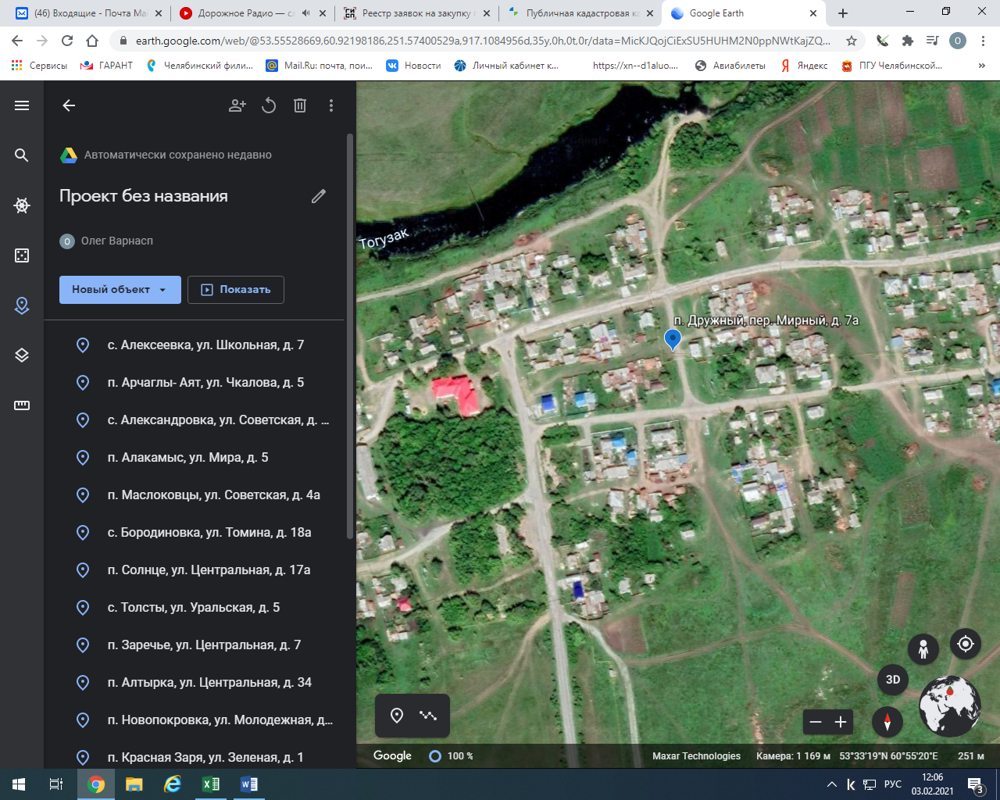 (46) Входящие - Почта Ma
Дорожное Радио — сл
Реестр заявок на закупку г
Публичная кадастровая ка
Google Earth
earth.google.com/web/@53.55528669,60.92198186,251.57400529a,917.1084956d,35y,0h,0t,0r/data=MicKJQojCiExSU5HUHM2N0ppNWtKajZQ...
О
Сервисы
ГАРАНТ
Челябинский фили...
Mail.Ru: почта, пои...
Новости
Личный кабинет к...
https://xn--d1aluo....
Авиабилеты
Яндекс
ПГУ Челябинской...
»
Автоматически сохранено недавно
Проект без названия
О Олег Варнасп
Новый объект
Показать
с. Алексеевка, ул. Школьная, д. 7
п. Арчаглы- Аят, ул. Чкалова, д. 5
с. Александровка, ул. Советская, д. ...
п. Алакамыс, ул. Мира, д. 5
п. Маслоковцы, ул. Советская, д. 4а
с. Бородиновка, ул. Томина, д. 18а
п. Солнце, ул. Центральная, д. 17а
с. Толсты, ул. Уральская, д. 5
п. Заречье, ул. Центральная, д. 7
п. Алтырка, ул. Центральная, д. 34
п. Новопокровка, ул. Молодежная, д...
п. Красная Заря, ул. Зеленая, д. 1
Google
Тогузак
п. Дружный, пер. Мирный, д. 7а
3D
Google
100 %
Maxar Technologies
Камера: 1 169 м
53°33'19"N 60°55'20"E
251 м
РУС
12:06
03.02.2021
3